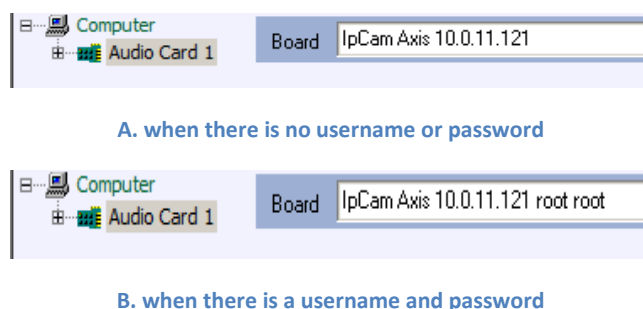 Computer
Audio Card 1
Board IpCam Axis 10.0.11.121
A. when there is no username or password
Computer
Audio Card 1
Board IpCam Axis 10.0.11.121 root root
B. when there is a username and password